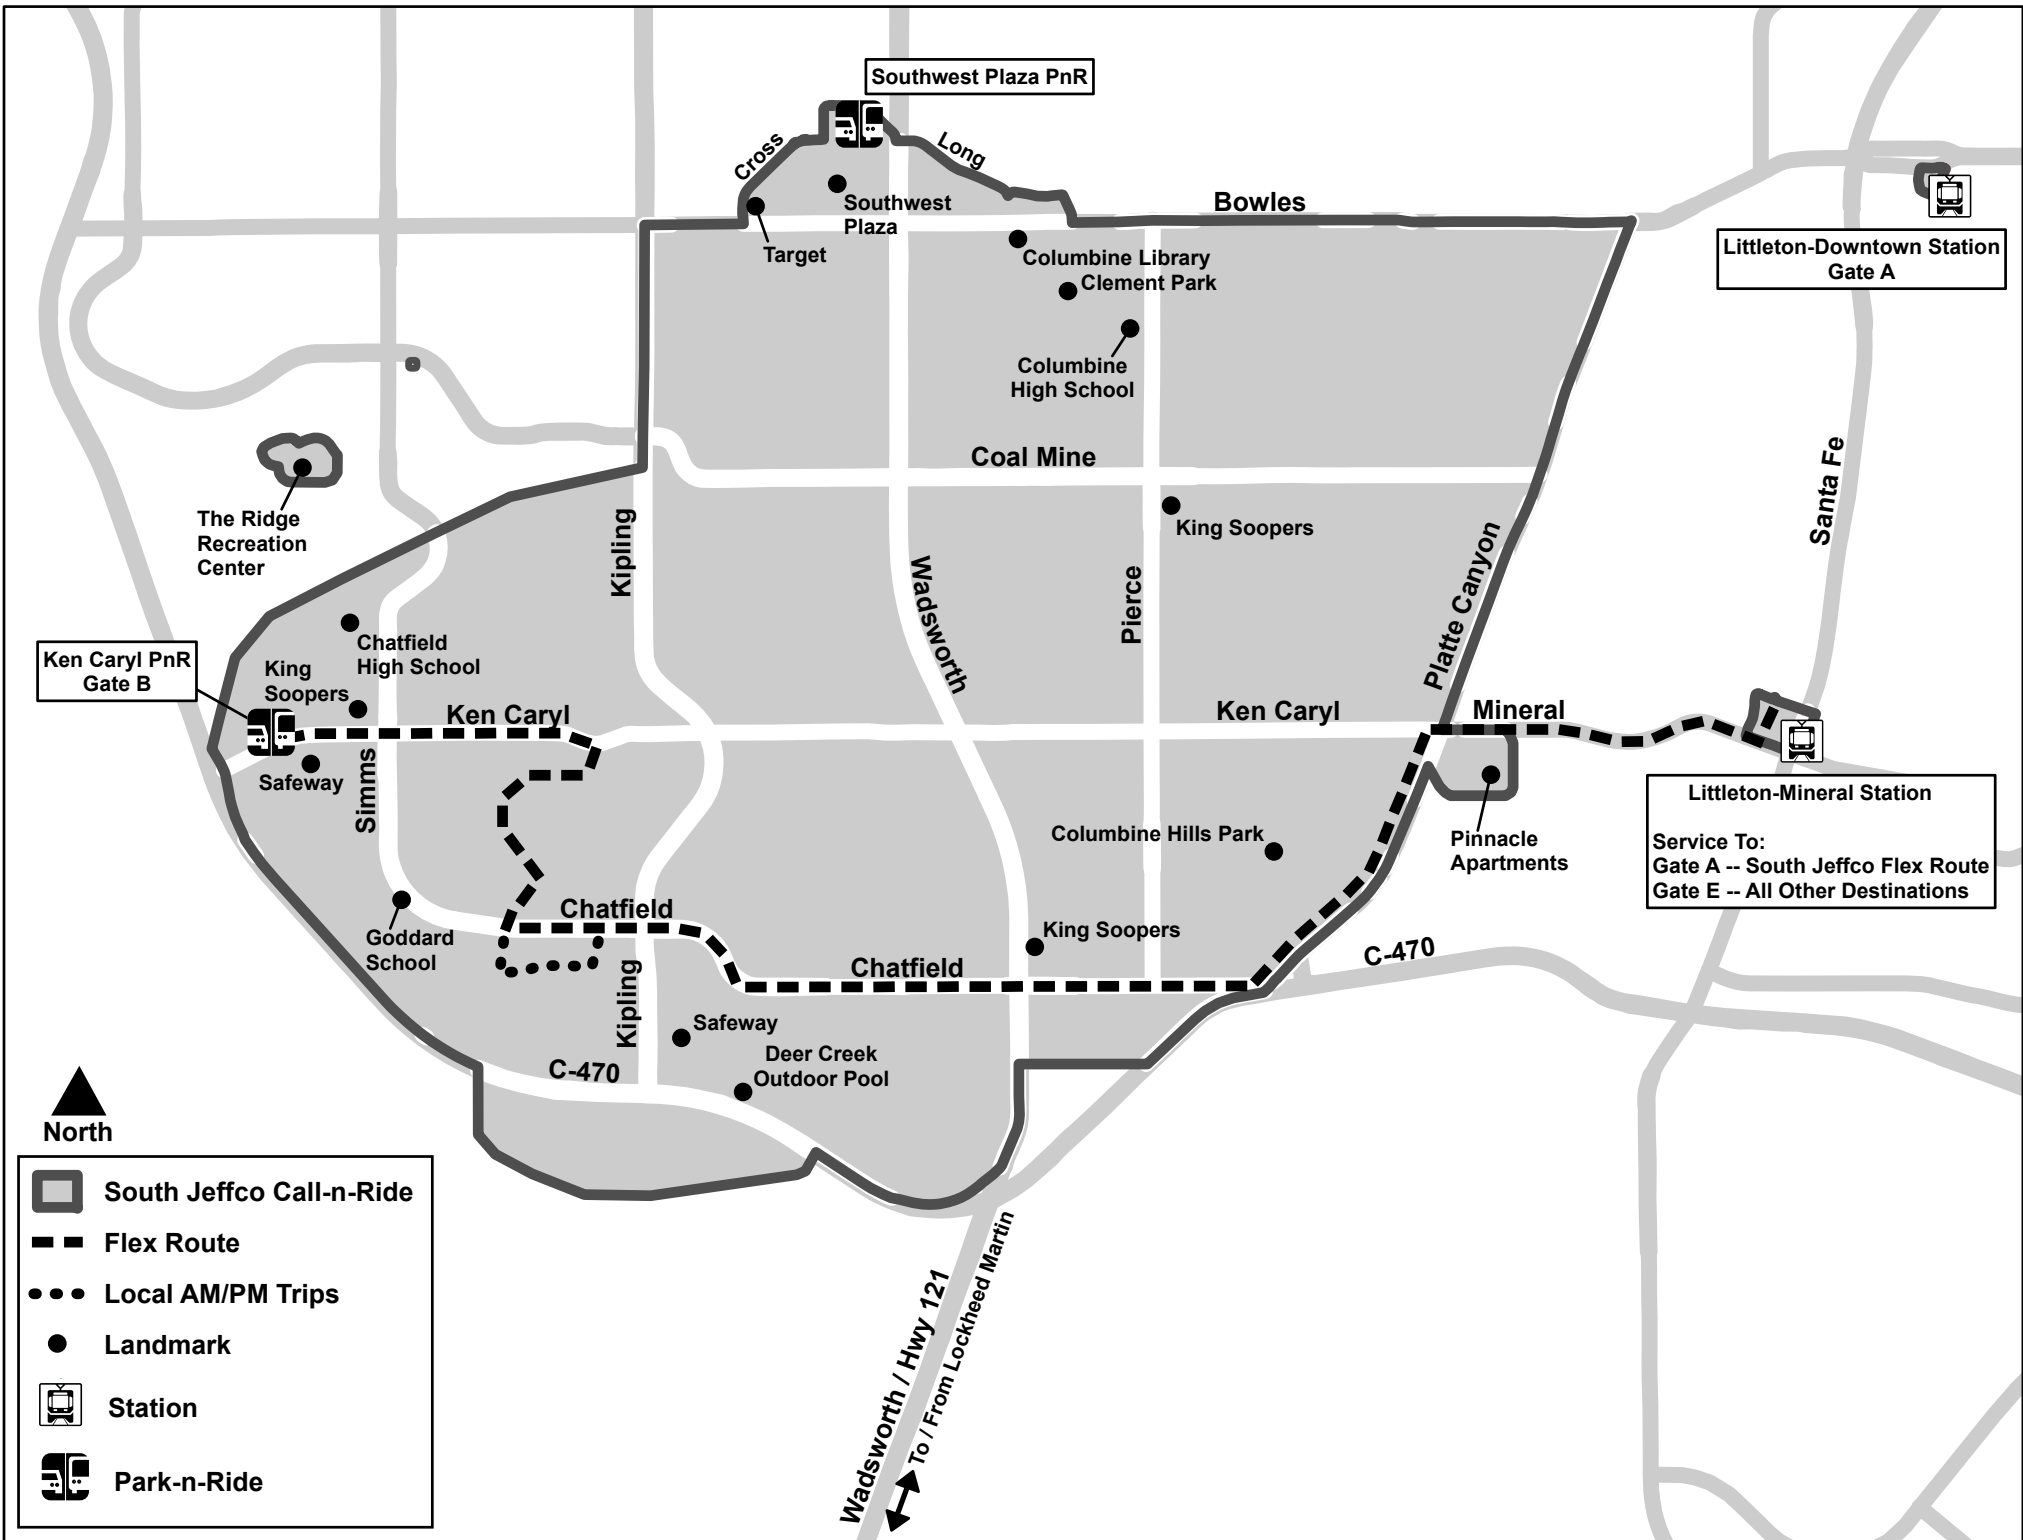 Southwest Plaza PnR
Cross
Long
Southwest
Plaza
Bowles
Target
Littleton-Downtown Station
Gate A
Columbine Library
Clement Park
Columbine
High School
Coal Mine
Santa Fe
The Ridge
Recreation
Center
Kipling
King Soopers
Platte Canyon
Wadsworth
Pierce
Chatfield
High School
Ken Caryl PnR
Gate B
King
Soopers
Ken Caryl
Ken Caryl
Mineral
Safeway
Simms
Littleton-Mineral Station
Service To:
Gate A -- South Jeffco Flex Route
Gate E -- All Other Destinations
Columbine Hills Park
Pinnacle
Apartments
Chatfield
Goddard
School
King Soopers
C-470
Chatfield
Kipling
Safeway
Deer Creek
Outdoor Pool
C-470
North
South Jeffco Call-n-Ride
Flex Route
Local AM/PM Trips
Landmark
Station
Park-n-Ride
Wadsworth / Hwy 121
To / From Lockheed Martin